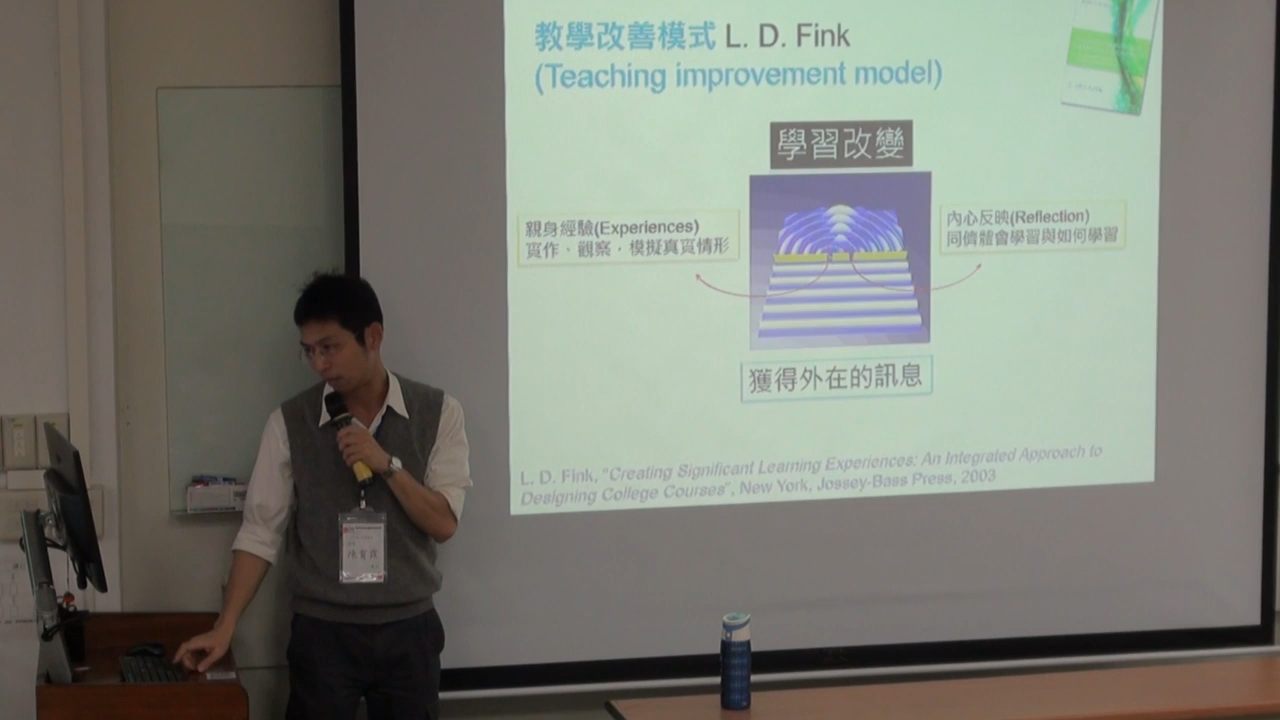 教學改善模式 L. D. Fink
(Teaching improvement model)
學習改變
親身經驗(Experiences)
實作、觀察，模擬真實情形
內心反映(Reflection)
同儕體會學習與如何學習
獲得外在的訊息
L. D. Fink, "Creating Significant Learning Experiences: An Integrated Approach to
Designing College Courses", New York, Jossey-Bass Press, 2003